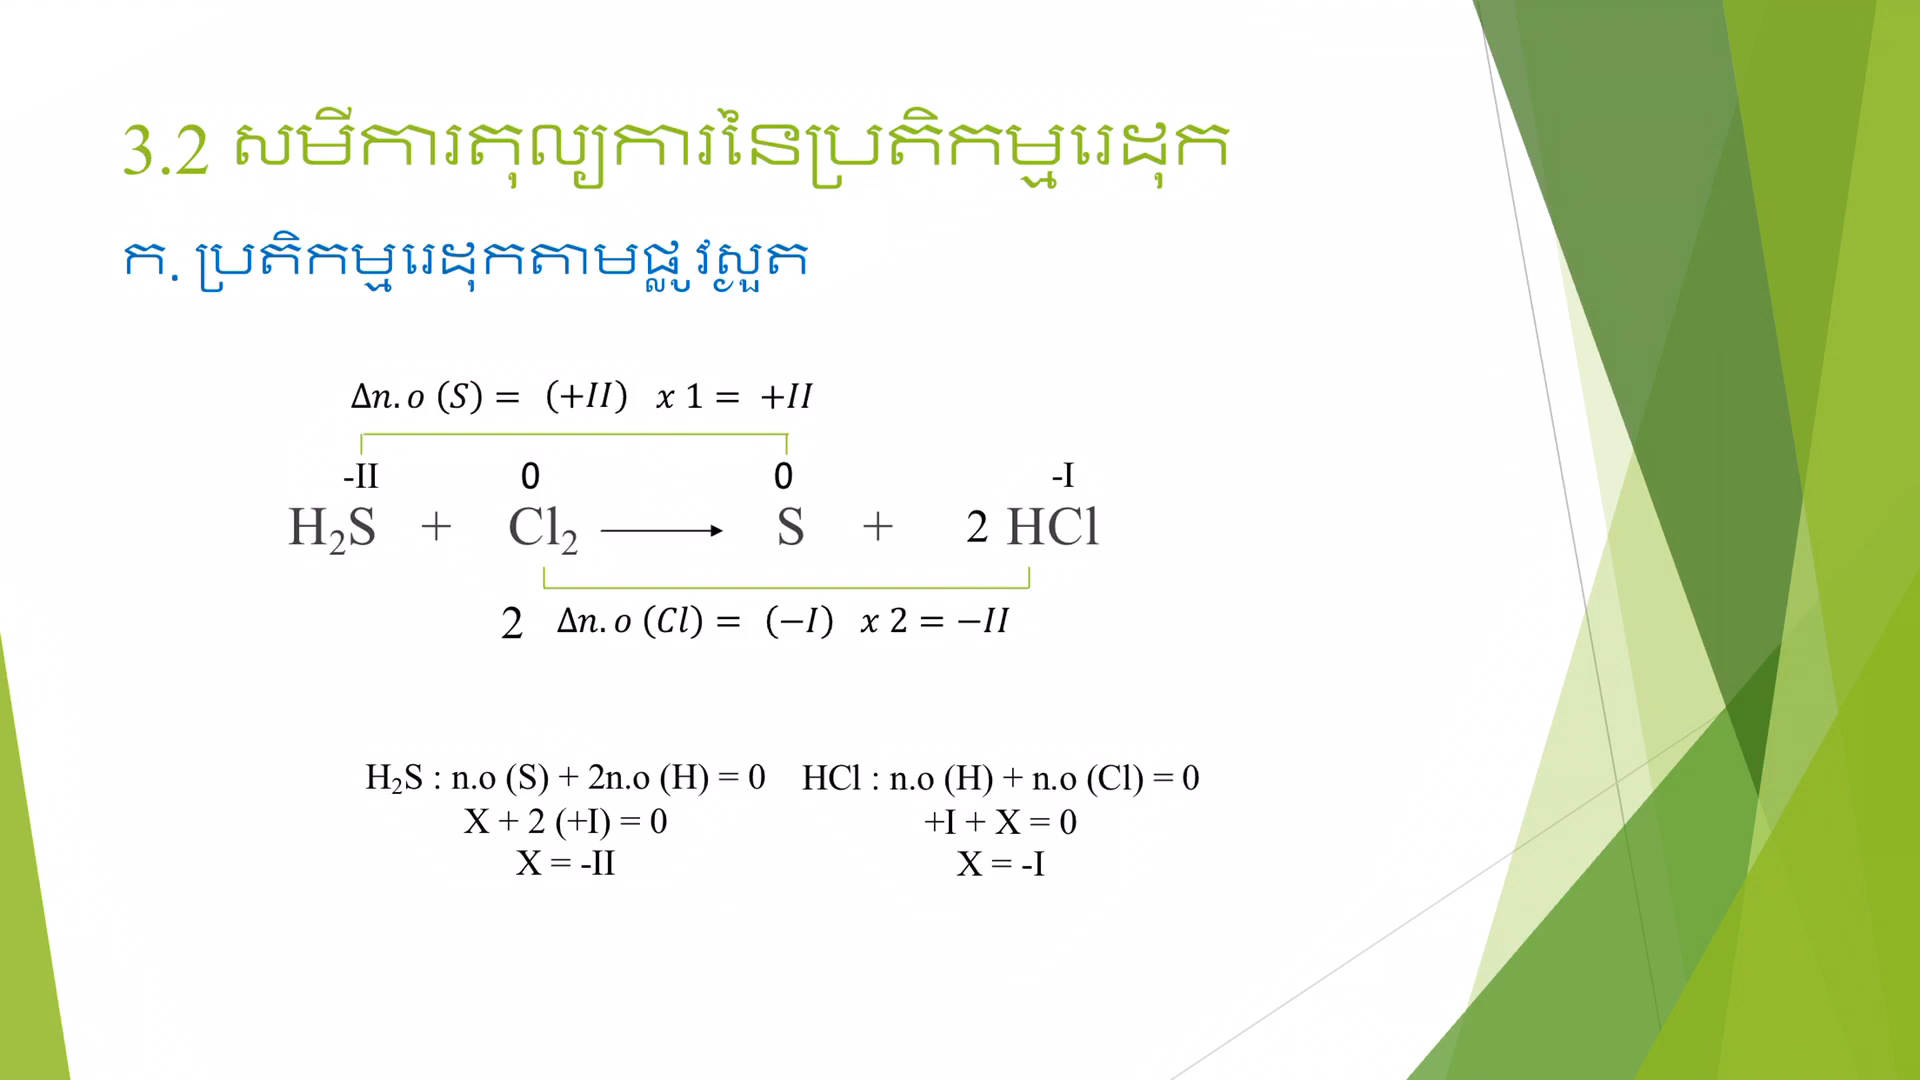 3.2 សមីការតុល្យការនៃប្រតិកម្មរេដុក
ក. ប្រតិកម្មរេដុកតាមផ្លូវស្ងួត
Δn.o (S) = (+II) x 1 = +II
-II 0 0 -I
H₂S + Cl₂ ⟶ S + 2 HCl
2 Δn.o (Cl) = (−I) x 2 = −II
H₂S : n.o (S) + 2n.o (H) = 0 HCl : n.o (H) + n.o (Cl) = 0
X + 2 (+I) = 0 +I + X = 0
X = -II X = -I